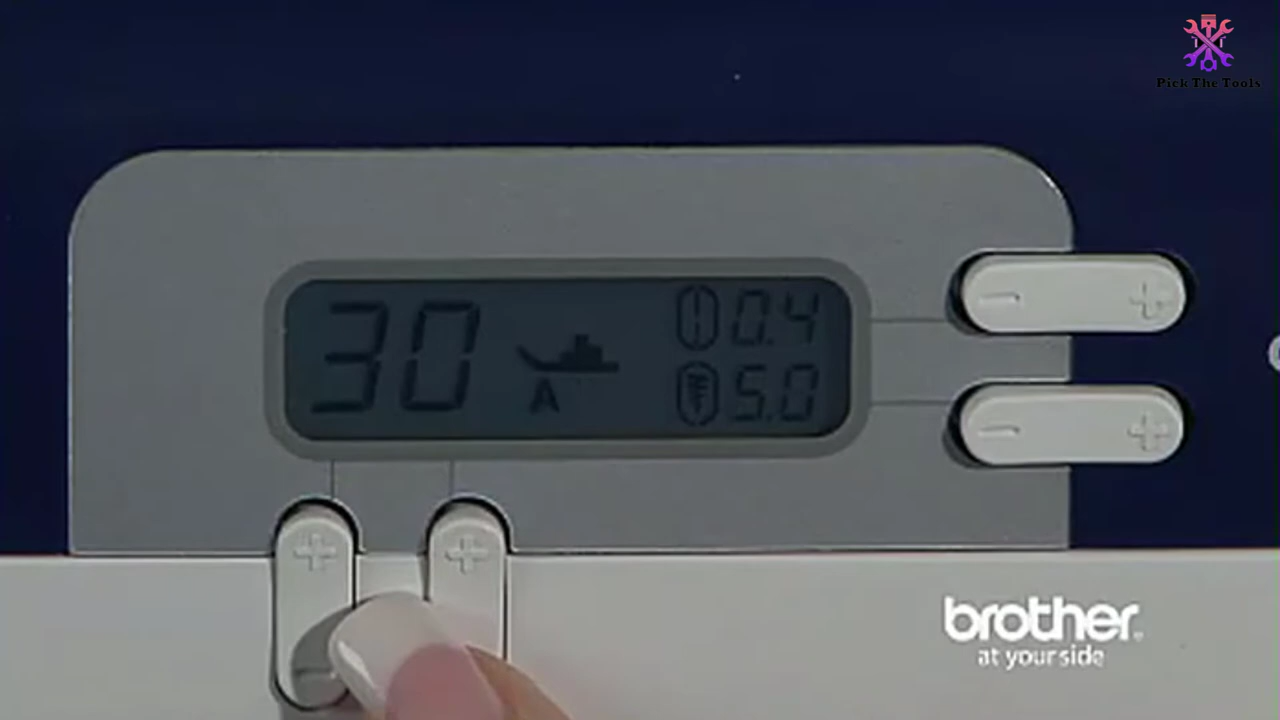 Pick The Tools
30
0.4
A
5.0
- +
- +
+
+
-
brother
at your side